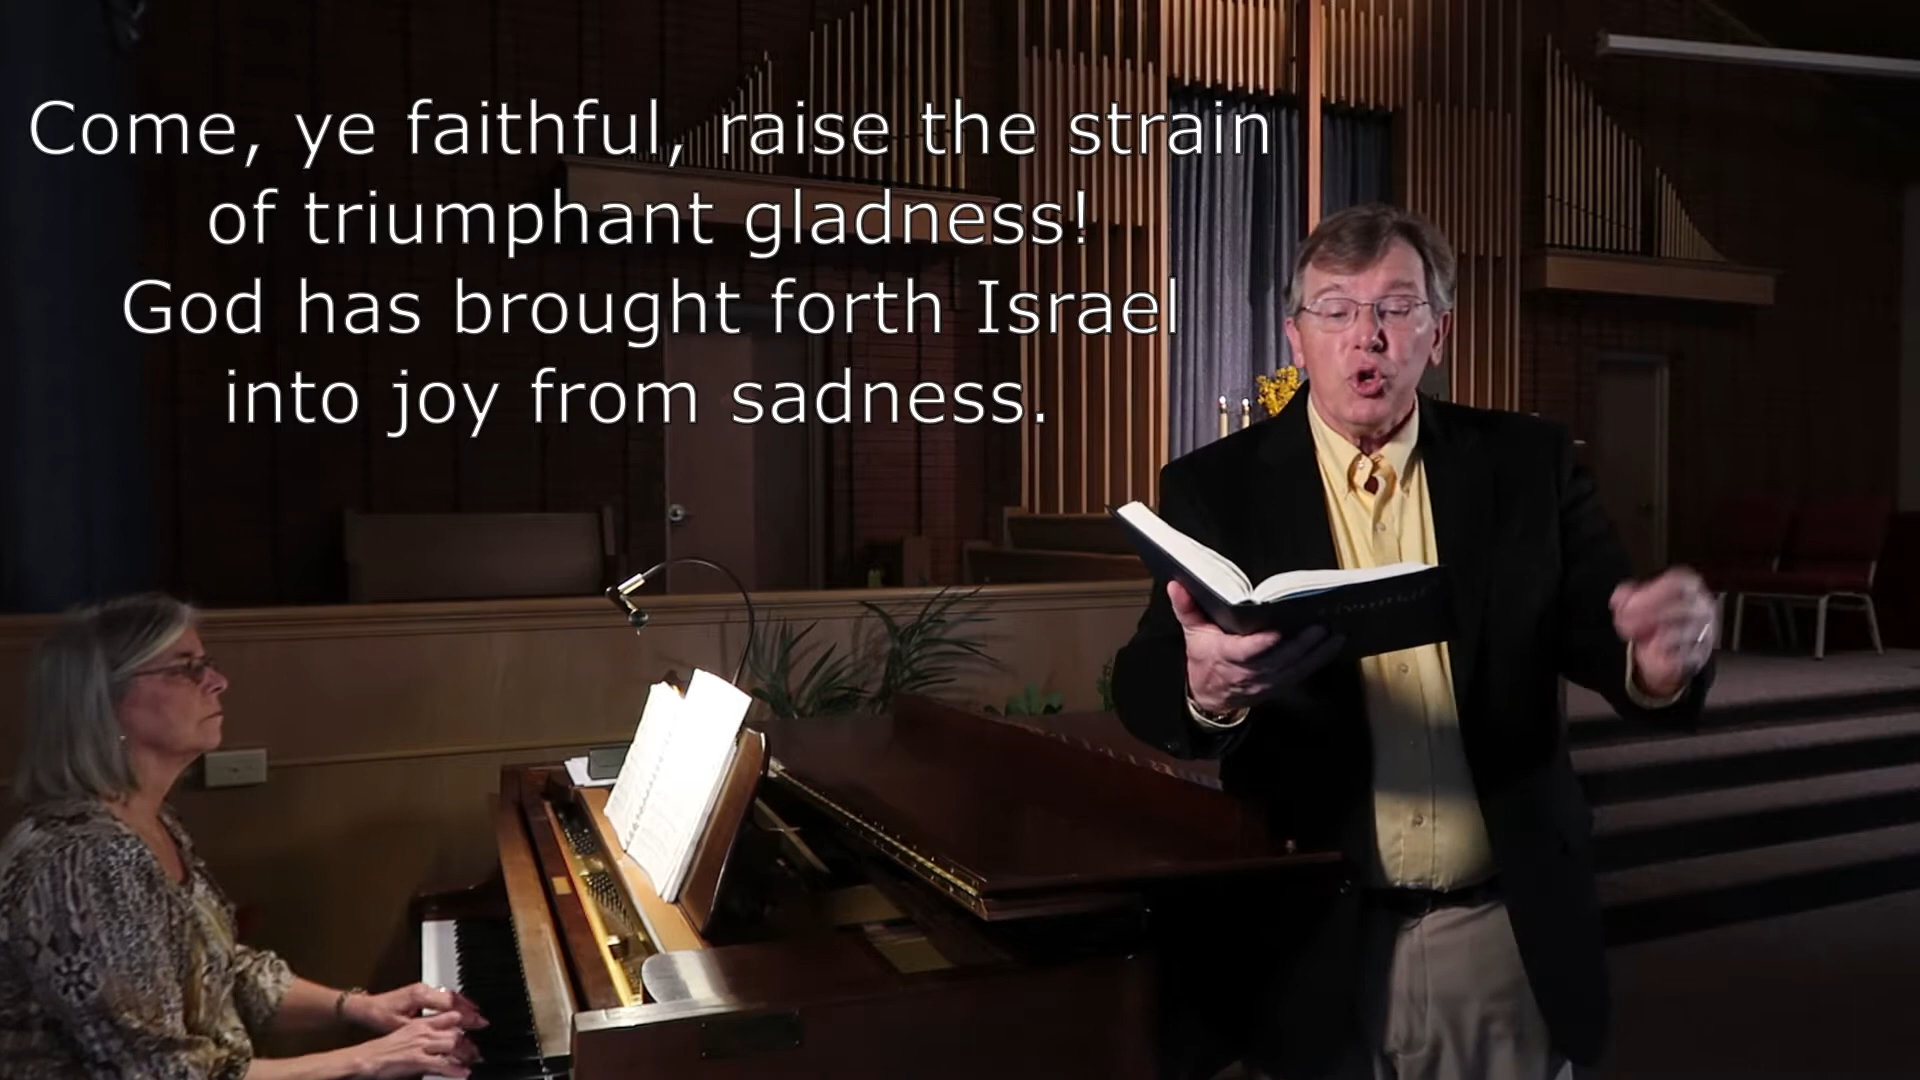 Come, ye faithful, raise the strain
of triumphant gladness!
God has brought forth Israel
into joy from sadness.